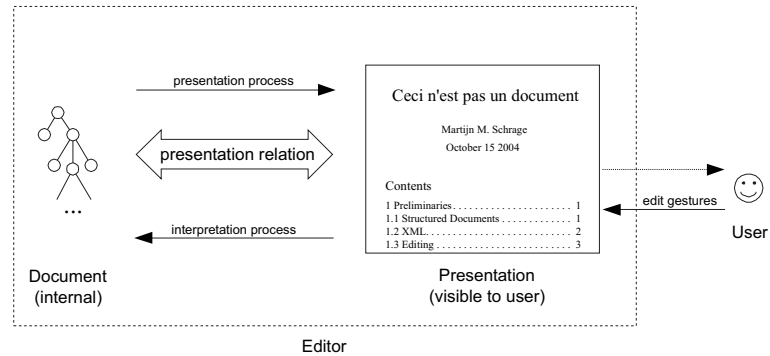 presentation process
presentation relation
interpretation process
...
Document
(internal)
Ceci n'est pas un document
Martijn M. Schrage
October 15 2004
Contents
1 Preliminaries . . . . . . . . . . . . . . . . . . . . . . 1
1.1 Structured Documents . . . . . . . . . . . . 1
1.2 XML. . . . . . . . . . . . . . . . . . . . . . . . . 2
1.3 Editing . . . . . . . . . . . . . . . . . . . . . . . 3
Presentation
(visible to user)
edit gestures
User
Editor